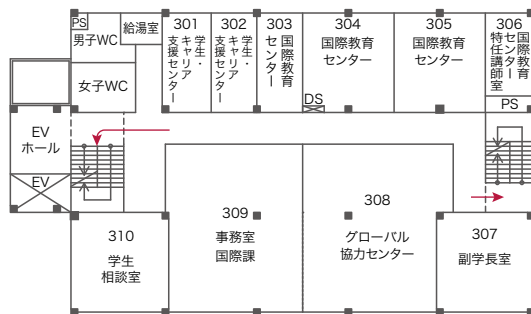 PS
給湯室
男子WC
女子WC
301
学生・
キャリア
支援センター
302
学生・
キャリア
支援センター
303
国際教育
センター
304
国際教育
センター
305
国際教育
センター
306
国際教育
センター
特任講師室
PS
DS
EV
ホール
EV
310
学生
相談室
309
事務室
国際課
308
グローバル
協力センター
307
副学長室